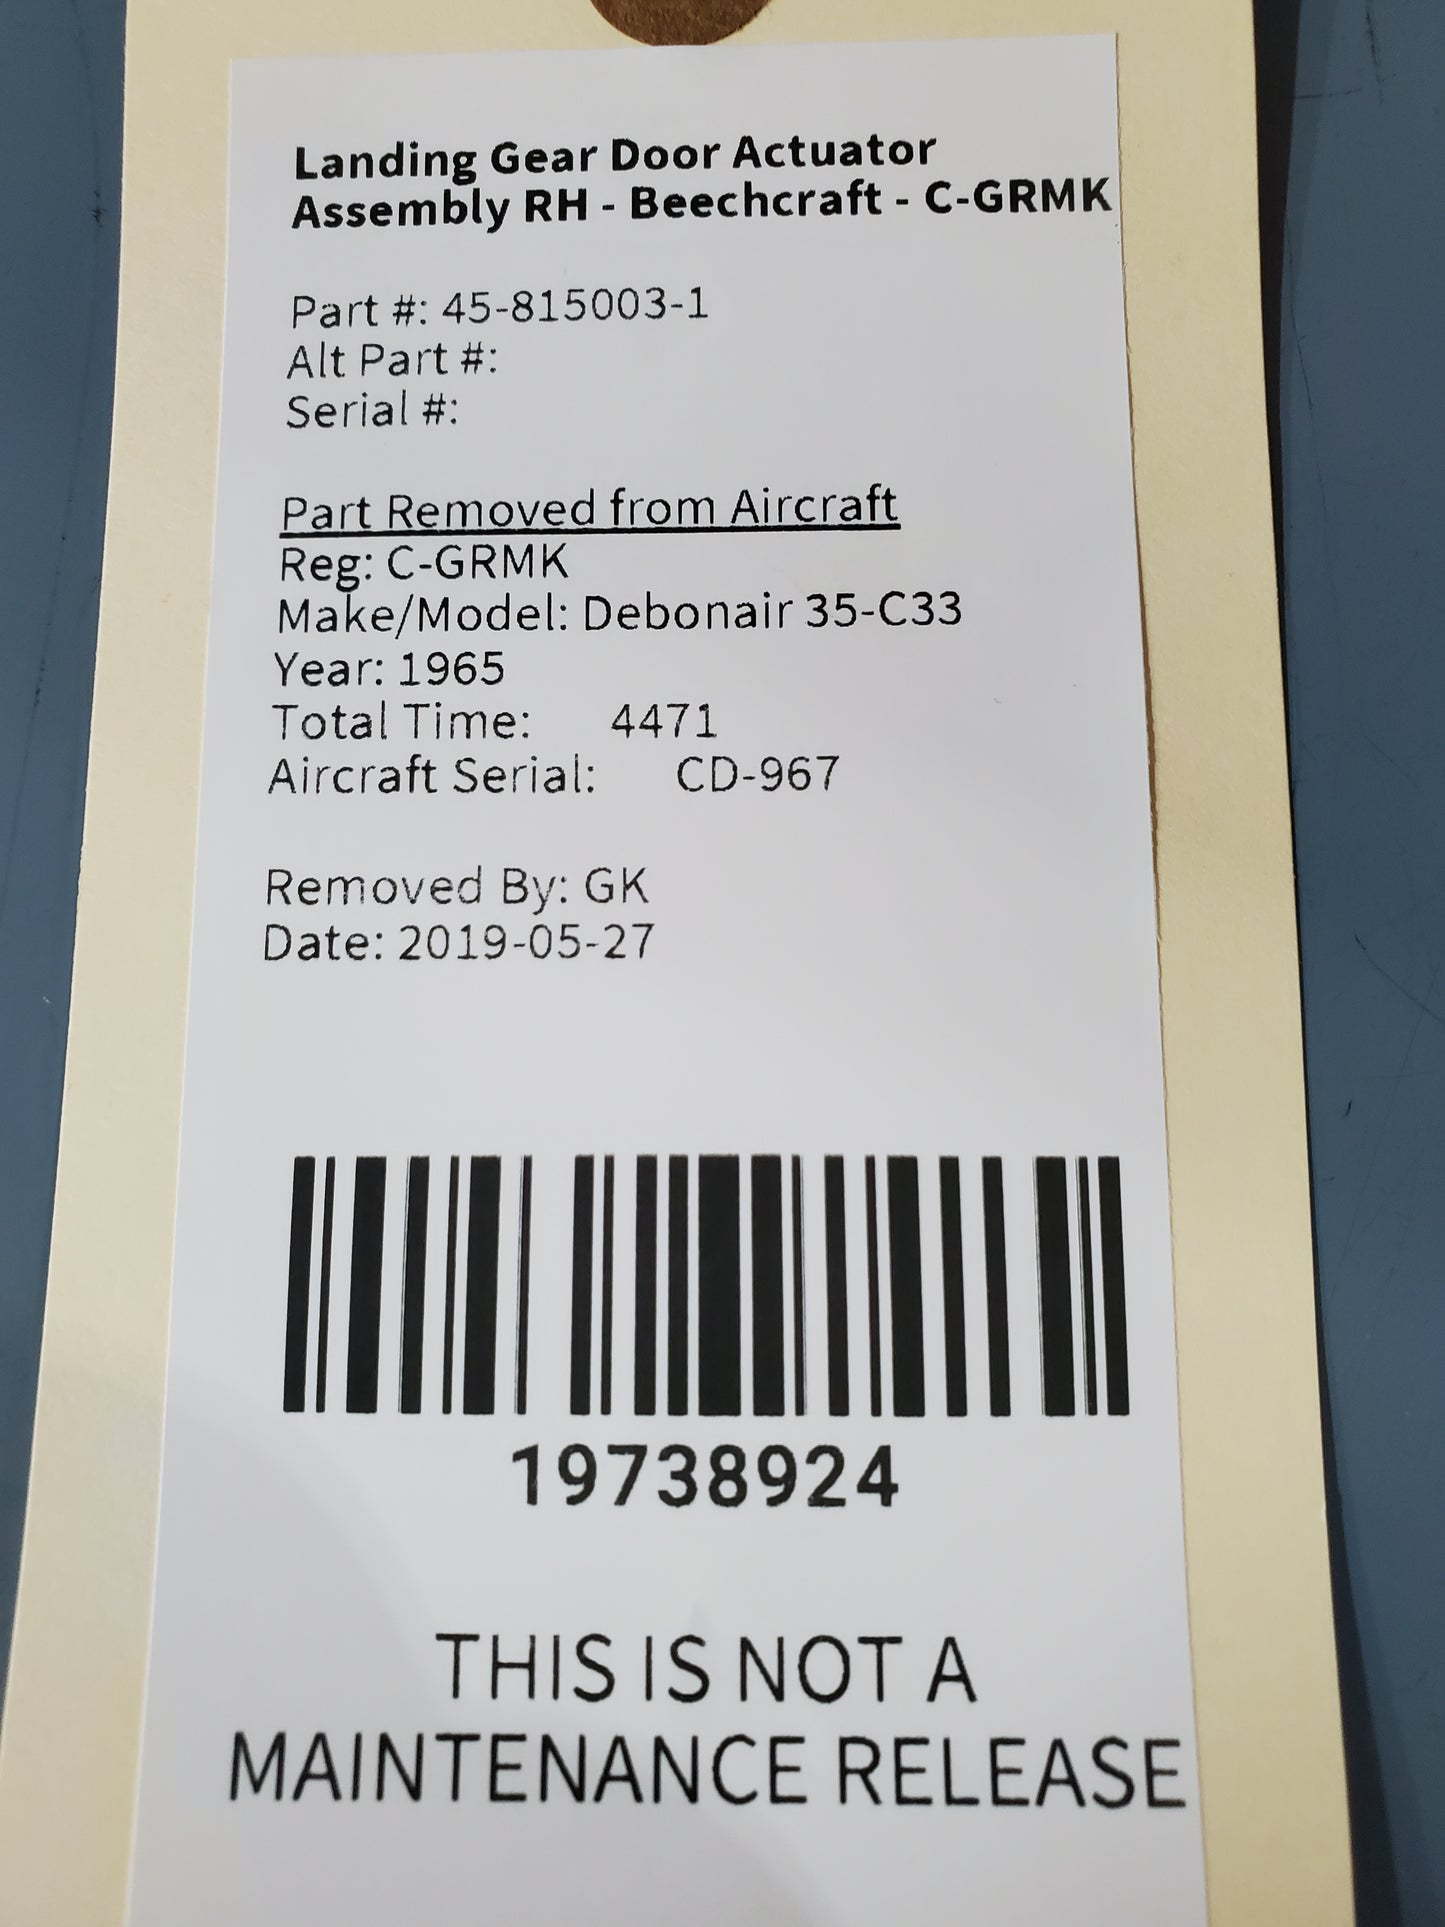 Landing Gear Door Actuator
Assembly RH - Beechcraft - C-GRMK
Part #: 45-815003-1
Alt Part #:
Serial #:
Part Removed from Aircraft
Reg: C-GRMK
Make/Model: Debonair 35-C33
Year: 1965
Total Time: 4471
Aircraft Serial: CD-967
Removed By: GK
Date: 2019-05-27
19738924
THIS IS NOT A
MAINTENANCE RELEASE